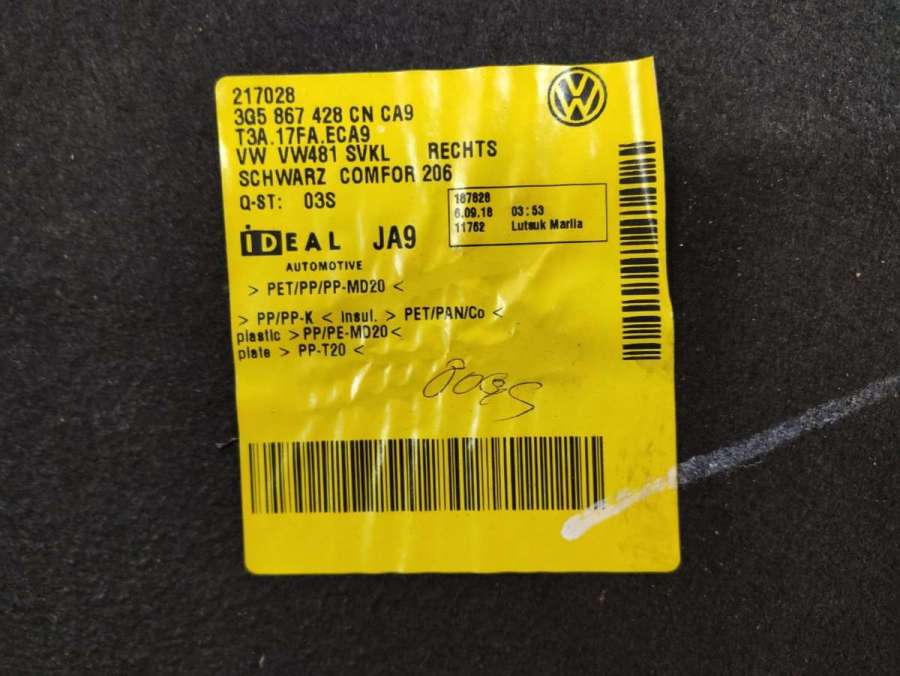 217028
3G5 867 428 CN CA9
T3A.17FA.ECA9
VW VW481 SVKL RECHTS
SCHWARZ COMFOR 206
Q-ST: 03S
187828
6.09.18 03:53
11762 Lutsuk Mariia
iDEAL JA9
AUTOMOTIVE
> PET/PP/PP-MD20 <
> PP/PP-K < insul. > PET/PAN/Co <
plastic > PP/PE-MD20 <
plate > PP-T20 <